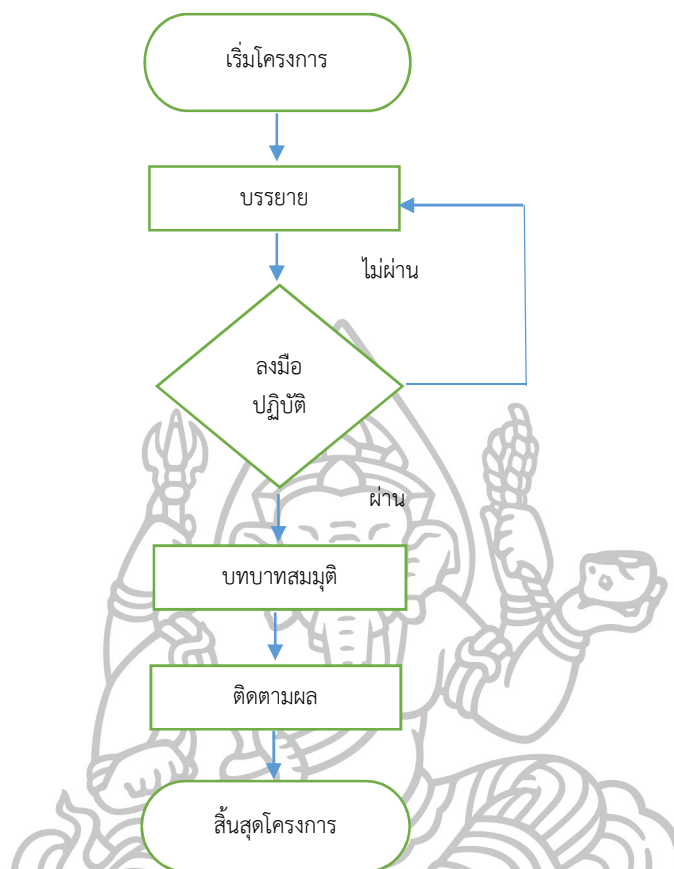 เริ่มโครงการ
บรรยาย
ไม่ผ่าน
ลงมือ
ปฏิบัติ
ผ่าน
บทบาทสมมุติ
ติดตามผล
สิ้นสุดโครงการ